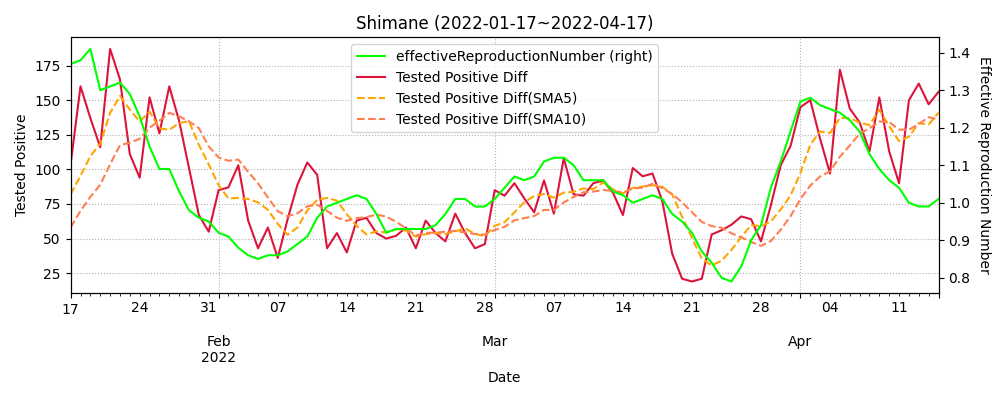 Shimane (2022-01-17~2022-04-17)
effectiveReproductionNumber (right)
Tested Positive Diff
Tested Positive Diff(SMA5)
Tested Positive Diff(SMA10)
Tested Positive
175
150
125
100
75
50
25
Effective Reproduction Number
1.4
1.3
1.2
1.1
1.0
0.9
0.8
17 24 31 07 14 21 28 07 14 21 28 04 11
Feb Mar Apr
2022
Date